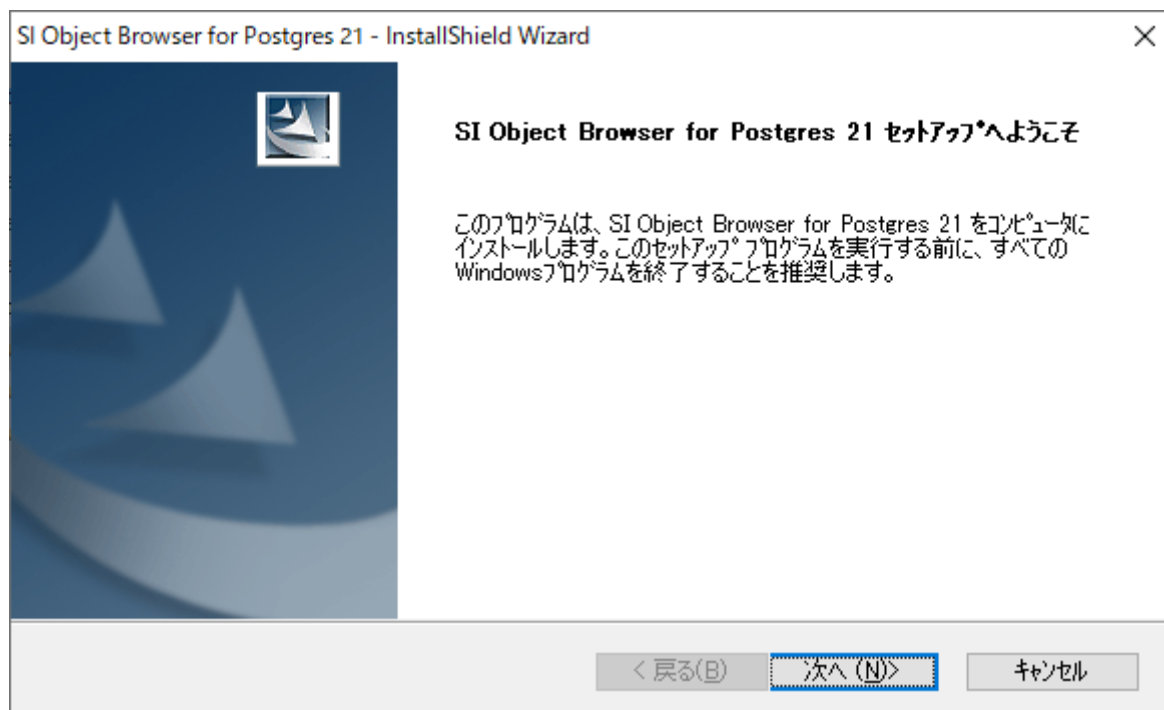 SI Object Browser for Postgres 21 - InstallShield Wizard
SI Object Browser for Postgres 21 ｾｯﾄｱｯﾌﾟへようこそ
このﾌﾟﾛｸﾞﾗﾑは、SI Object Browser for Postgres 21 をｺﾝﾋﾟｭｰﾀに
インストールします。このｾｯﾄｱｯﾌﾟ ﾌﾟﾛｸﾞﾗﾑを実行する前に、すべての
Windowsﾌﾟﾛｸﾞﾗﾑを終了することを推奨します。
< 戻る(B)
次へ (N)>
ｷｬﾝｾﾙ